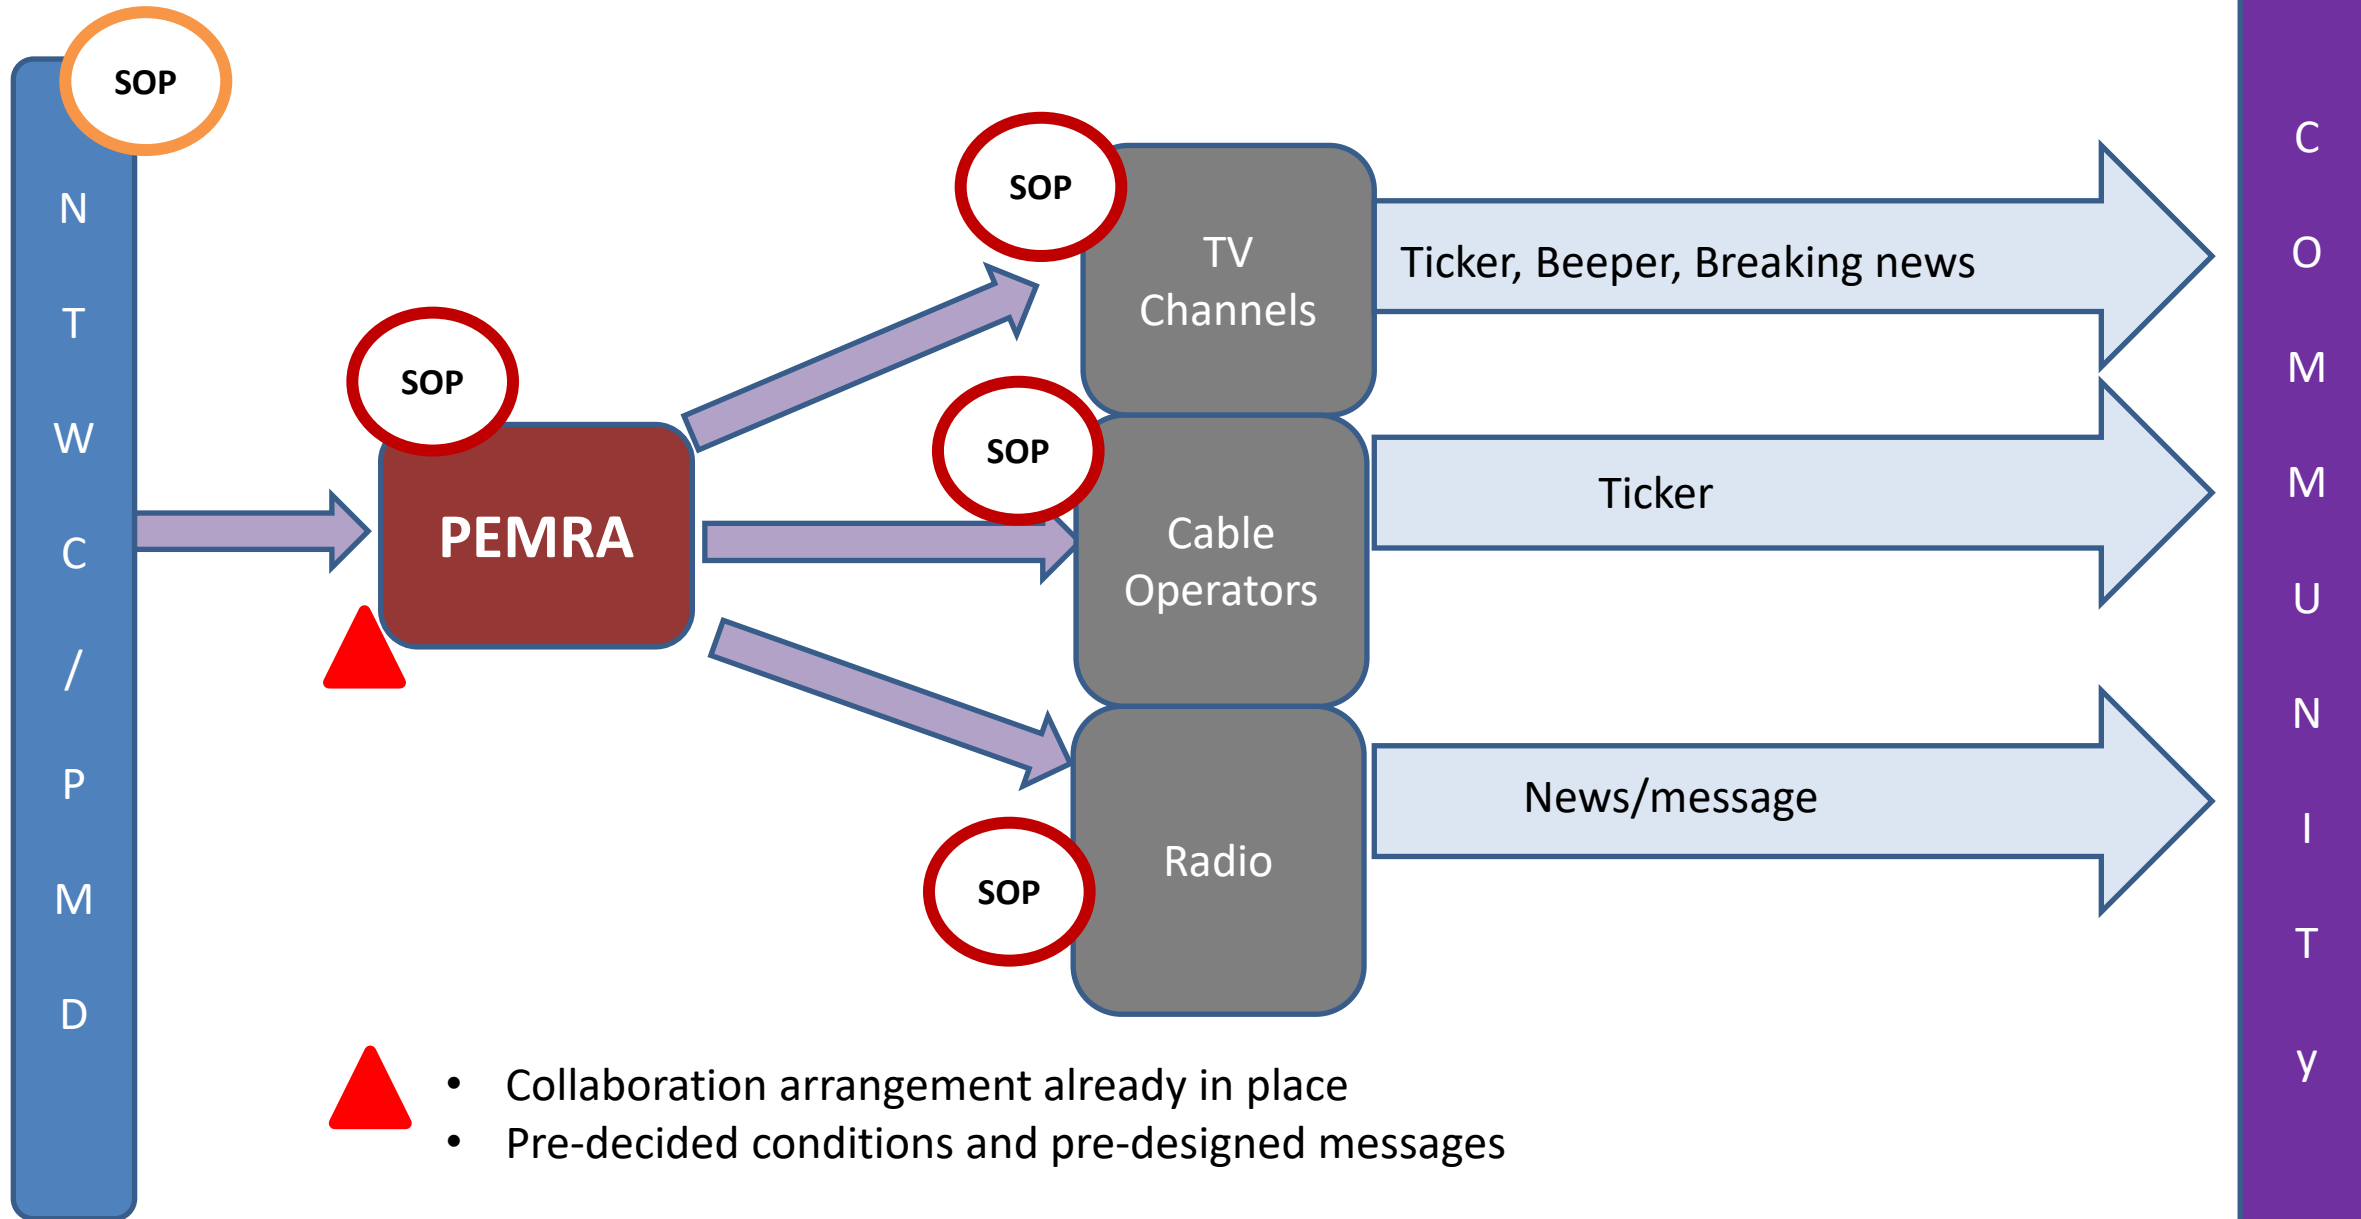 SOP
N
T
W
C
/
P
M
D
SOP
PEMRA
SOP
TV
Channels
SOP
Cable
Operators
SOP
Radio
Ticker, Beeper, Breaking news
Ticker
News/message
C
O
M
M
U
N
I
T
y
• Collaboration arrangement already in place
• Pre-decided conditions and pre-designed messages